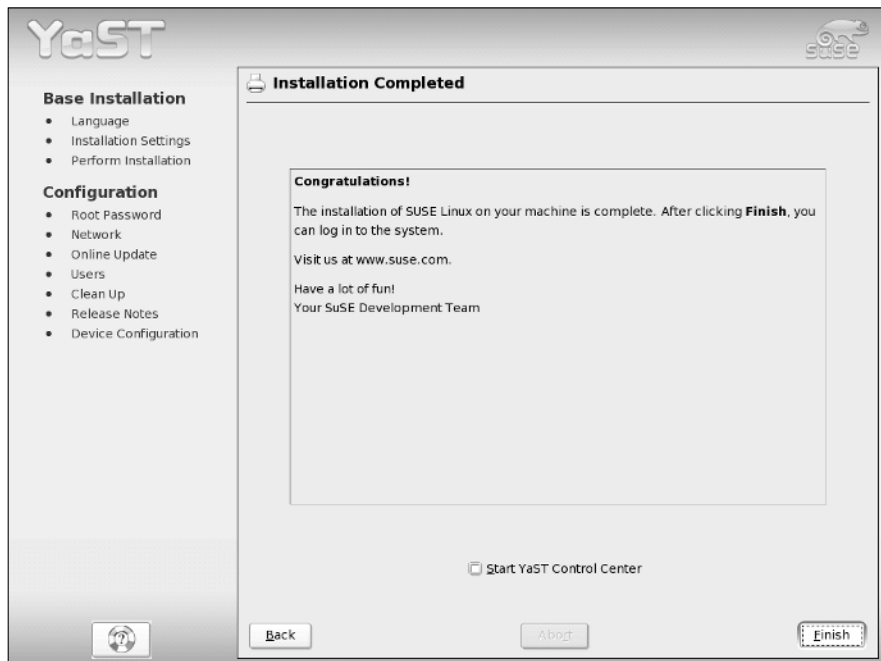 YaST
SUSE
Installation Completed
Base Installation
Language
Installation Settings
Perform Installation
Configuration
Root Password
Network
Online Update
Users
Clean Up
Release Notes
Device Configuration
Congratulations!
The installation of SUSE Linux on your machine is complete. After clicking Finish, you
can log in to the system.
Visit us at www.suse.com.
Have a lot of fun!
Your SuSE Development Team
Start YaST Control Center
Back
Abort
Finish